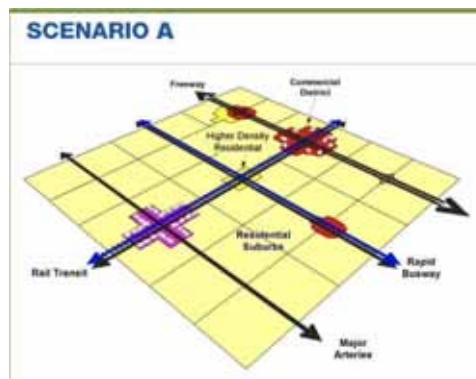 SCENARIO A
Freeway
Commercial
District
Higher Density
Residential
Residential
Suburbs
Rail Transit
Rapid
Busway
Major
Arteries